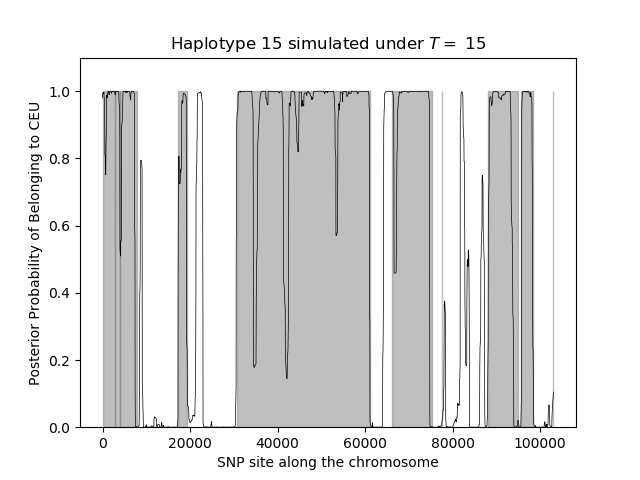 Haplotype 15 simulated under T = 15
Posterior Probability of Belonging to CEU
1.0
0.8
0.6
0.4
0.2
0.0
0 20000 40000 60000 80000 100000
SNP site along the chromosome